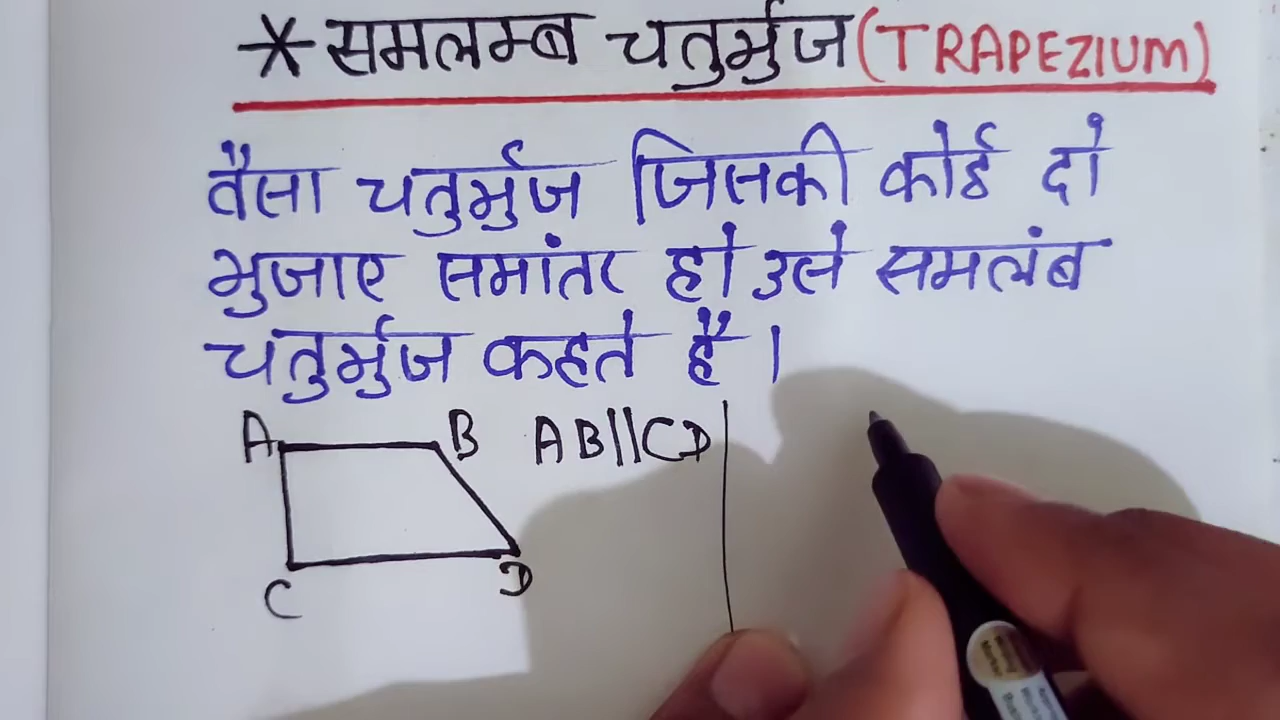 * समलम्ब चतुर्भुज (TRAPEZIUM)
वैसा चतुर्भुज जिसकी कोई दो
भुजाए समांतर हो उसे समलंब
चतुर्भुज कहते है।
A B AB||CD
C D